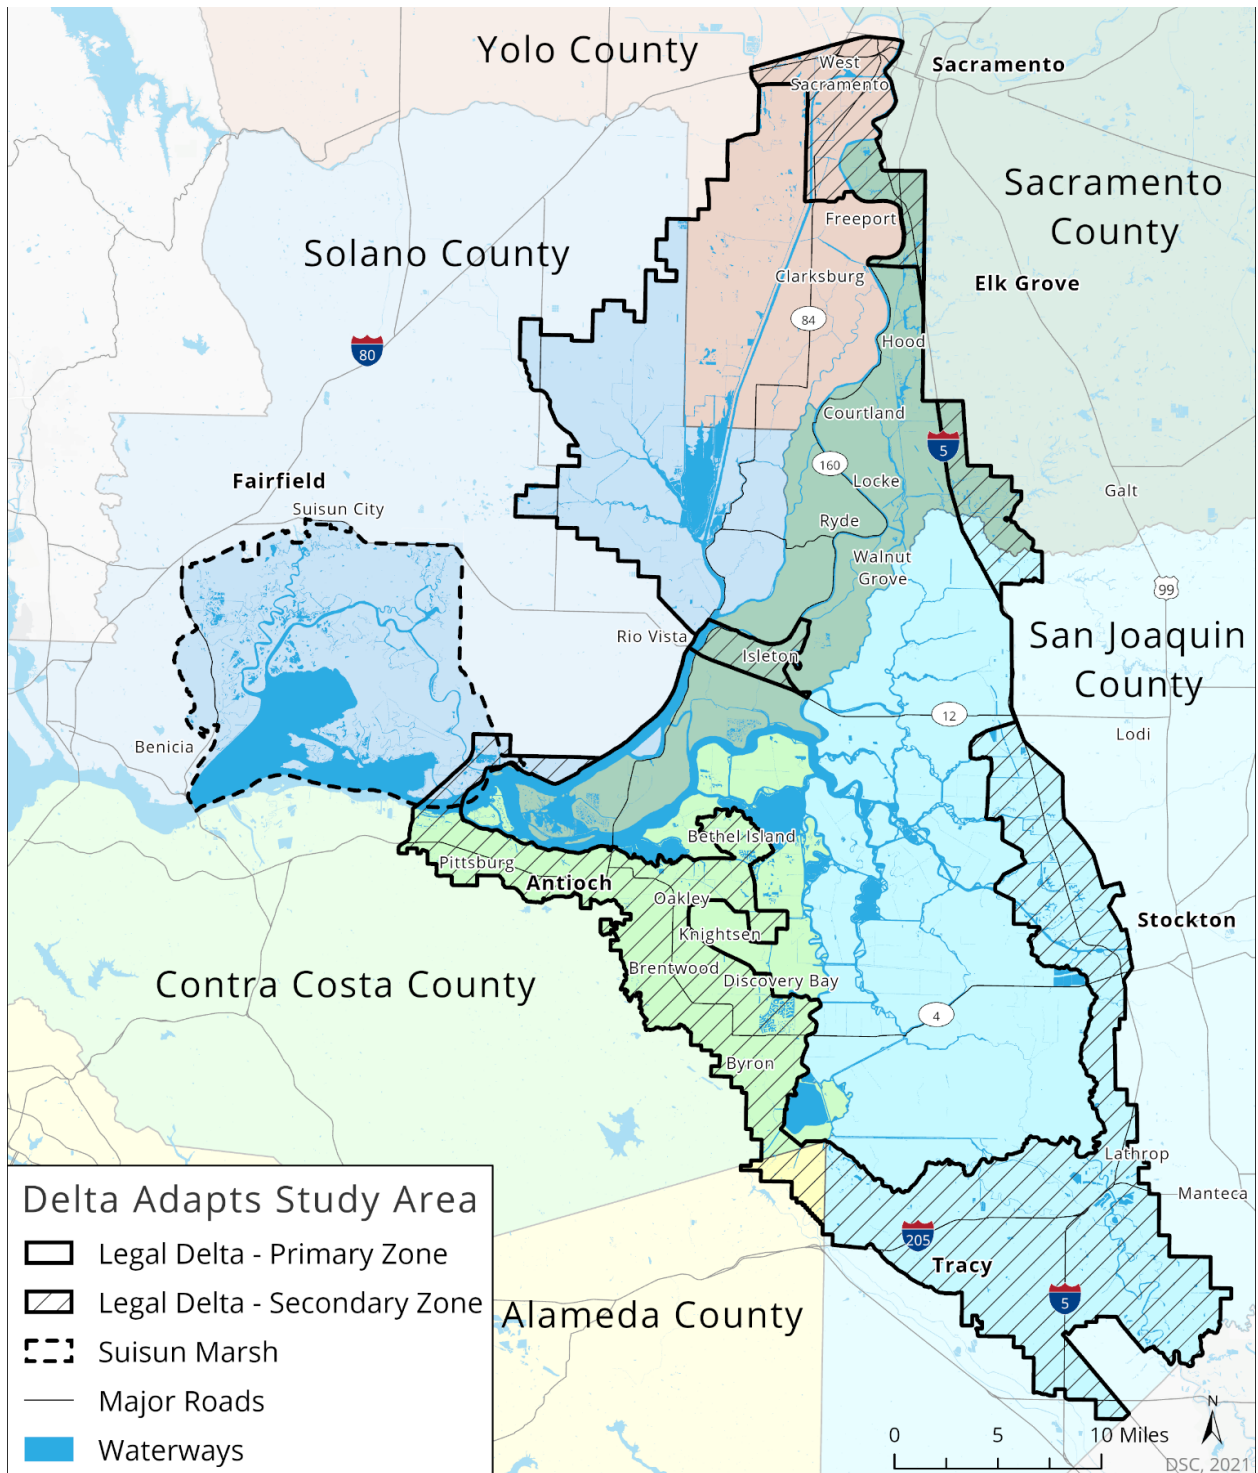 Yolo County
West
Sacramento
Sacramento
Sacramento
County
Freeport
Solano County
Clarksburg
Elk Grove
84
Hood
80
Courtland
5
160
Locke
Fairfield
Galt
Suisun City
Ryde
Walnut
Grove
99
Rio Vista
San Joaquin
County
Isleton
12
Lodi
Benicia
Bethel Island
Pittsburg
Antioch
Oakley
Stockton
Knightsen
Brentwood
Contra Costa County
Discovery Bay
4
Byron
Lathrop
Manteca
Delta Adapts Study Area
Legal Delta - Primary Zone
Legal Delta - Secondary Zone
Suisun Marsh
Major Roads
Waterways
205
Tracy
5
Alameda County
N
0 5 10 Miles
DSC, 2021